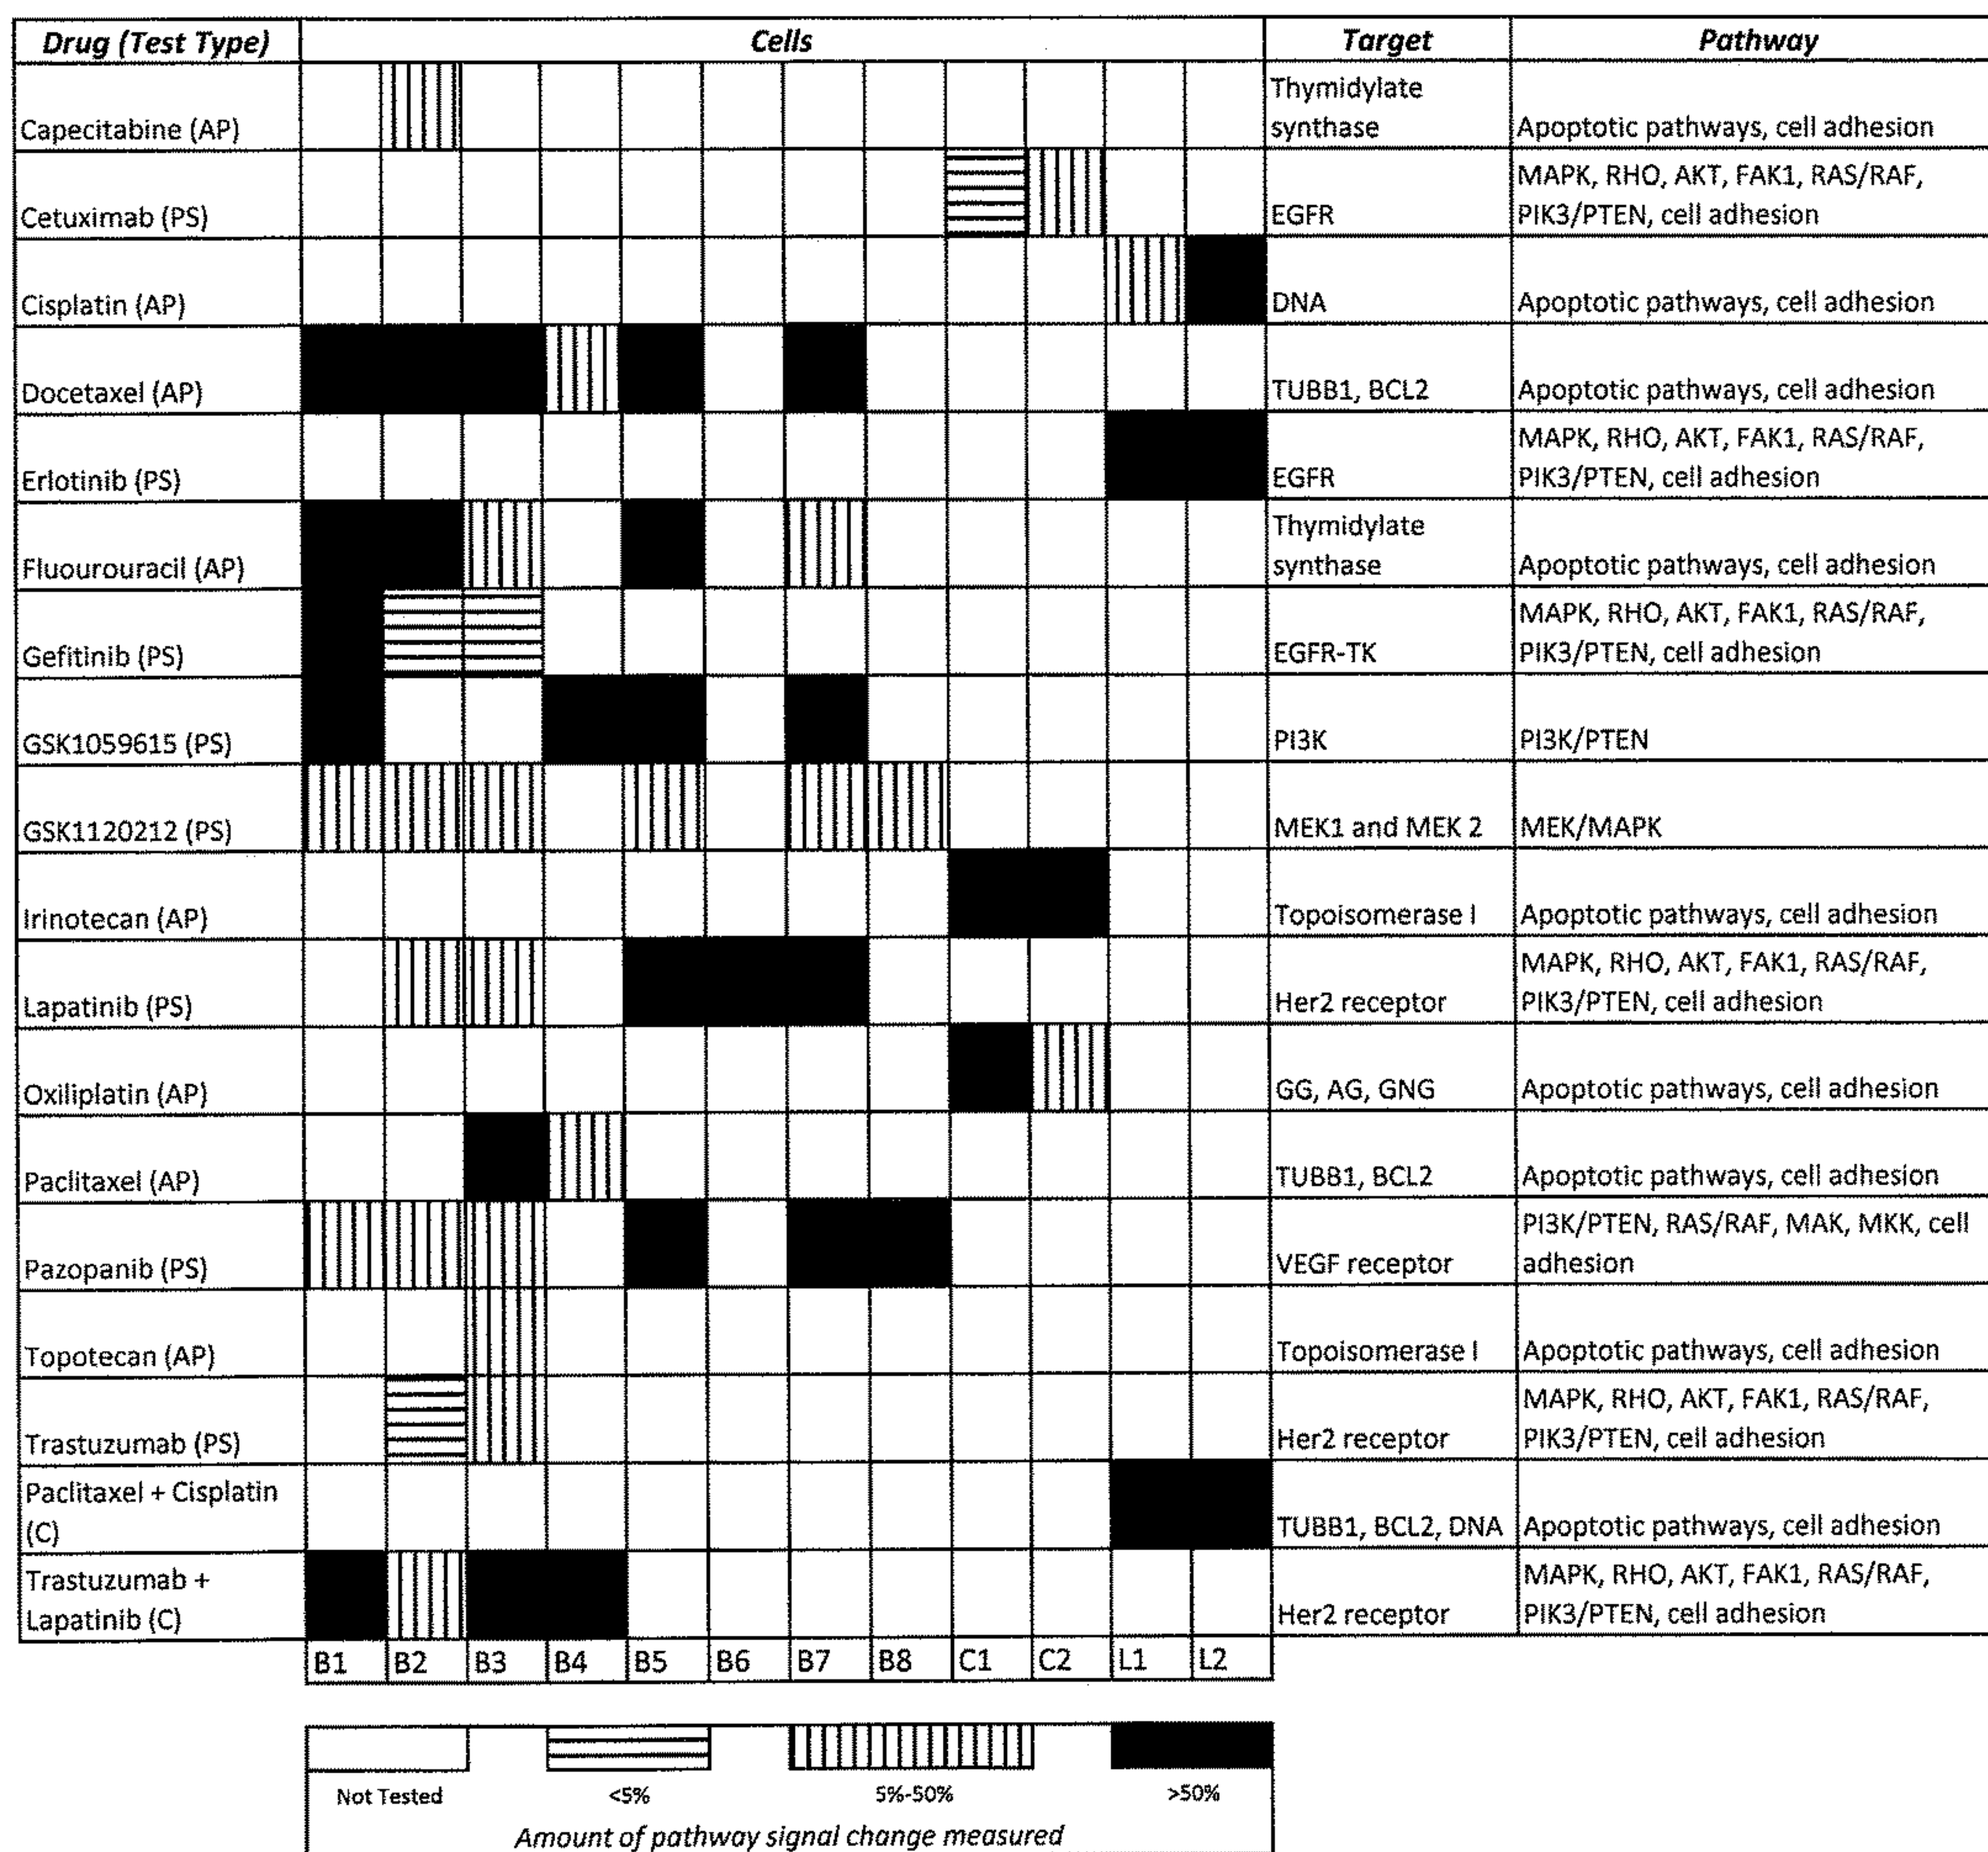 Drug (Test Type) Cells Target Pathway
Capecitabine (AP) Thymidylate
synthase Apoptotic pathways, cell adhesion
Cetuximab (PS) EGFR MAPK, RHO, AKT, FAK1, RAS/RAF,
PIK3/PTEN, cell adhesion
Cisplatin (AP) DNA Apoptotic pathways, cell adhesion
Docetaxel (AP) TUBB1, BCL2 Apoptotic pathways, cell adhesion
Erlotinib (PS) EGFR MAPK, RHO, AKT, FAK1, RAS/RAF,
PIK3/PTEN, cell adhesion
Fluourouracil (AP) Thymidylate
synthase Apoptotic pathways, cell adhesion
Gefitinib (PS) EGFR-TK MAPK, RHO, AKT, FAK1, RAS/RAF,
PIK3/PTEN, cell adhesion
GSK1059615 (PS) PI3K PI3K/PTEN
GSK1120212 (PS) MEK1 and MEK 2 MEK/MAPK
Irinotecan (AP) Topoisomerase I Apoptotic pathways, cell adhesion
Lapatinib (PS) Her2 receptor MAPK, RHO, AKT, FAK1, RAS/RAF,
PIK3/PTEN, cell adhesion
Oxiliplatin (AP) GG, AG, GNG Apoptotic pathways, cell adhesion
Paclitaxel (AP) TUBB1, BCL2 Apoptotic pathways, cell adhesion
Pazopanib (PS) VEGF receptor PI3K/PTEN, RAS/RAF, MAK, MKK, cell
adhesion
Topotecan (AP) Topoisomerase I Apoptotic pathways, cell adhesion
Trastuzumab (PS) Her2 receptor MAPK, RHO, AKT, FAK1, RAS/RAF,
PIK3/PTEN, cell adhesion
Paclitaxel + Cisplatin
(C) TUBB1, BCL2, DNA Apoptotic pathways, cell adhesion
Trastuzumab +
Lapatinib (C) Her2 receptor MAPK, RHO, AKT, FAK1, RAS/RAF,
PIK3/PTEN, cell adhesion
B1 B2 B3 B4 B5 B6 B7 B8 C1 C2 L1 L2
Not Tested <5% 5%-50% >50%
Amount of pathway signal change measured